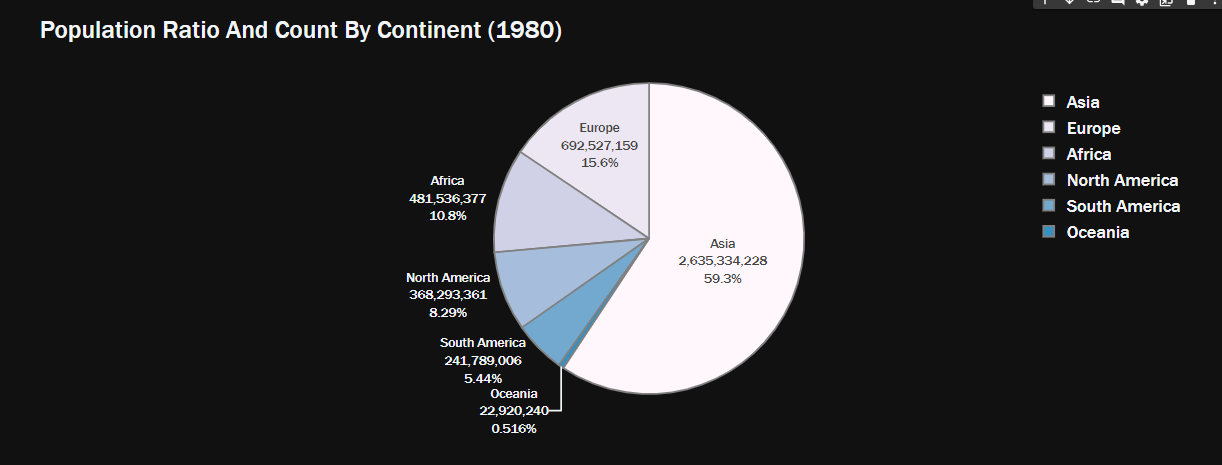 Population Ratio And Count By Continent (1980)
Asia
Europe
Africa
North America
South America
Oceania
Europe
692,527,159
15.6%
Africa
481,536,377
10.8%
Asia
2,635,334,228
59.3%
North America
368,293,361
8.29%
South America
241,789,006
5.44%
Oceania
22,920,240
0.516%